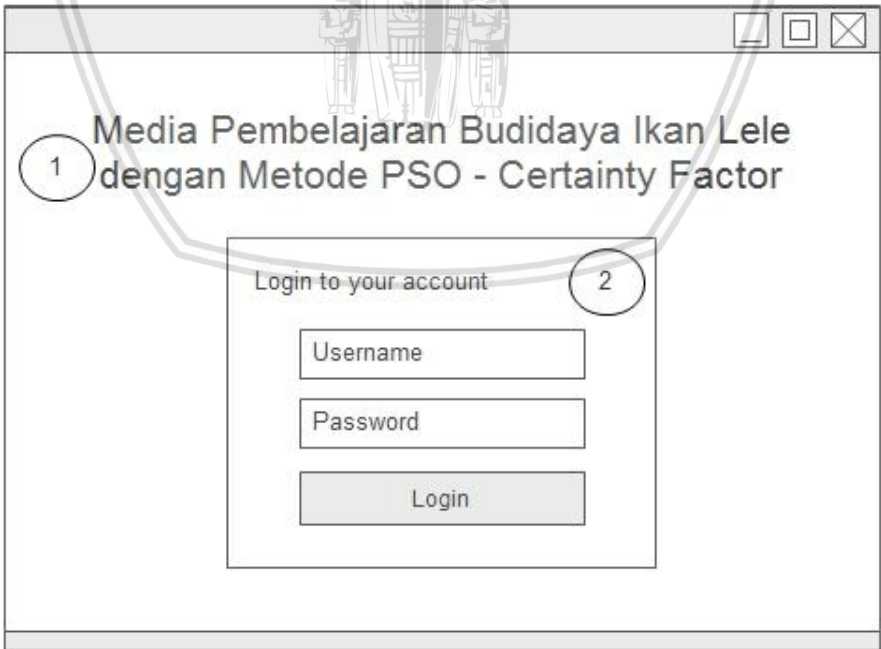 Media Pembelajaran Budidaya Ikan Lele
1
dengan Metode PSO - Certainty Factor
Login to your account
2
Username
Password
Login